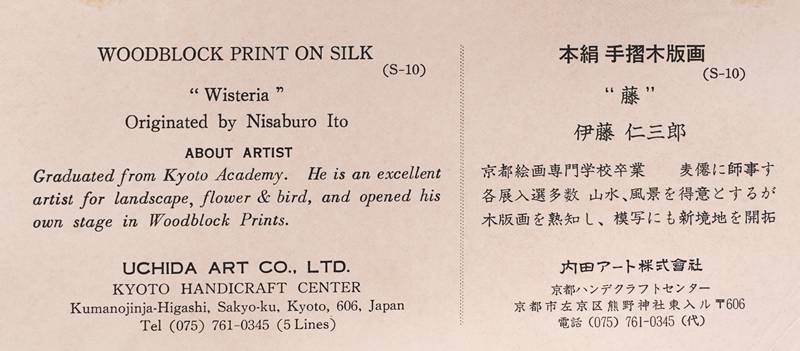 WOODBLOCK PRINT ON SILK
(S-10)
“ Wisteria ”
Originated by Nisaburo Ito
ABOUT ARTIST
Graduated from Kyoto Academy. He is an excellent
artist for landscape, flower & bird, and opened his
own stage in Woodblock Prints.
UCHIDA ART CO., LTD.
KYOTO HANDICRAFT CENTER
Kumanojinja-Higashi, Sakyo-ku, Kyoto, 606, Japan
Tel (075) 761-0345 (5 Lines)
本絹 手摺木版画
(S-10)
“ 藤 ”
伊藤 仁三郎
京都絵画専門学校卒業 麦僊に師事す
各展入選多数 山水、風景を得意とするが
木版画を熟知し、模写にも新境地を開拓
内田アート株式會社
京都ハンデクラフトセンター
京都市左京区熊野神社東入ル〒606
電話 (075) 761-0345 (代)